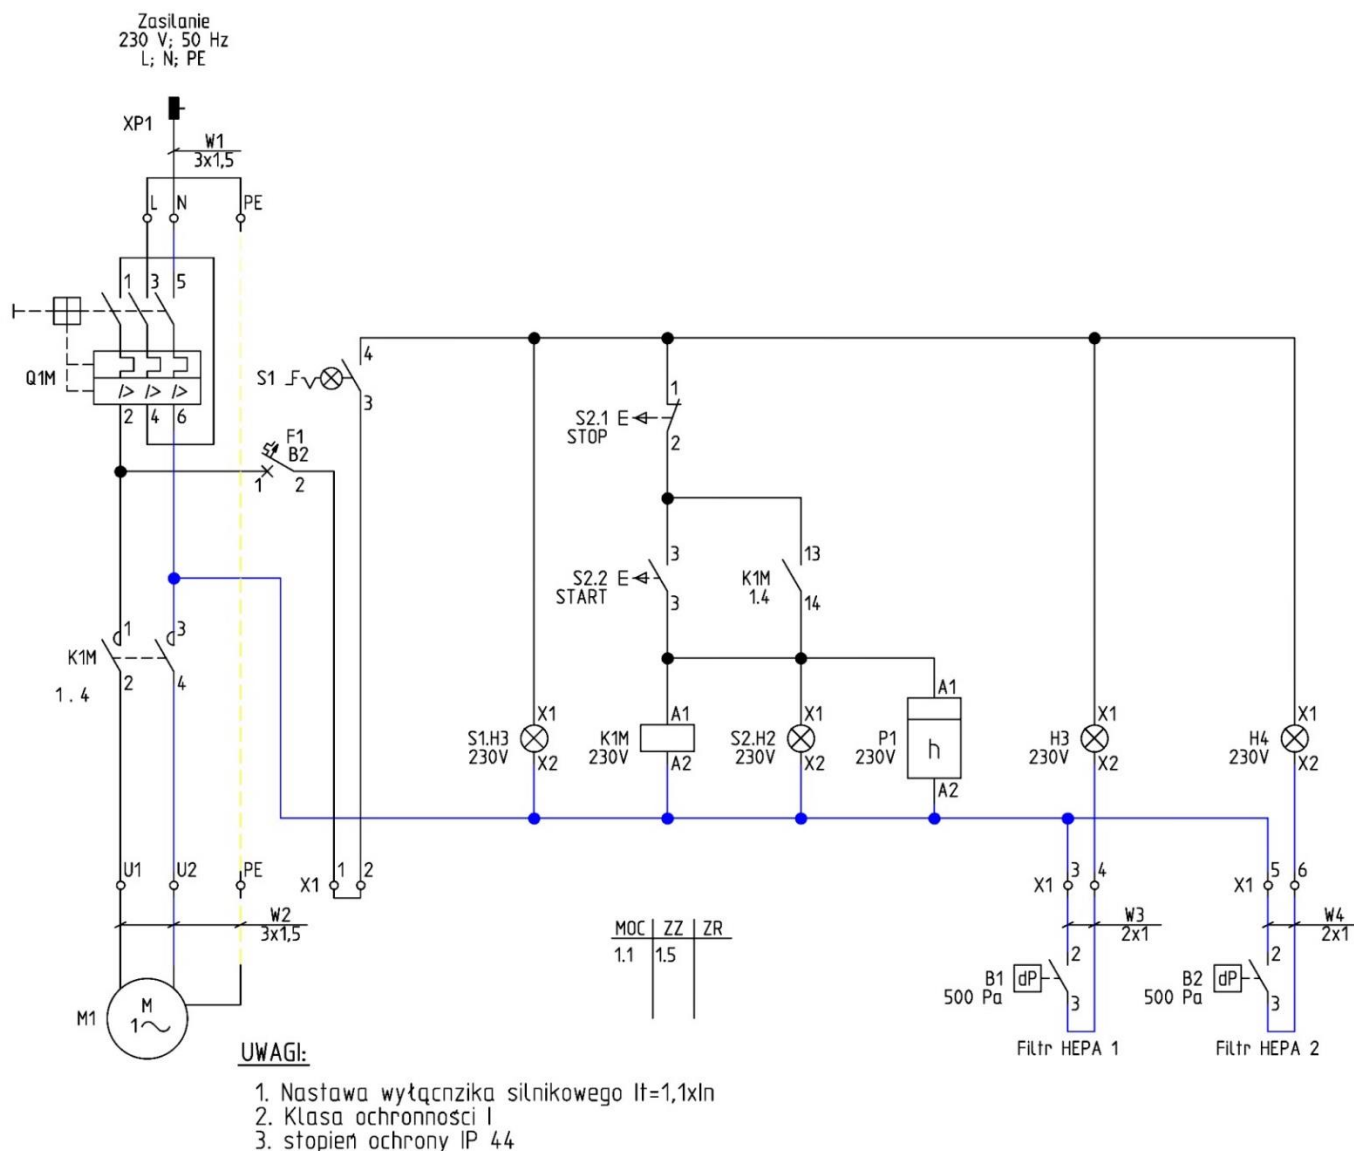 Zasilanie
230 V; 50 Hz
L; N; PE
XP1
W1
3x1,5
L N PE
1 3 5
Q1M
I> I> I>
2 4 6
F1
B2
1 2
S1
4
3
1
S2.1 E
STOP
2
3
S2.2 E
START
3
13
K1M
1.4
14
1 3
K1M
2 4
1 . 4
X1
S1.H3
230V
X2
A1
K1M
230V
A2
X1
S2.H2
230V
X2
A1
P1
230V
h
A2
X1
H3
230V
X2
X1
H4
230V
X2
U1 U2 PE
X1 1 2
X1 3 4
X1 5 6
W2
3x1,5
W3
2x1
W4
2x1
MOC ZZ ZR
1.1 1.5
2
B1 dP
500 Pa
3
2
B2 dP
500 Pa
3
Filtr HEPA 1
Filtr HEPA 2
M1
M
1~
UWAGI:
1. Nastawa wyłącznzika silnikowego It=1,1xIn
2. Klasa ochronności I
3. stopień ochrony IP 44